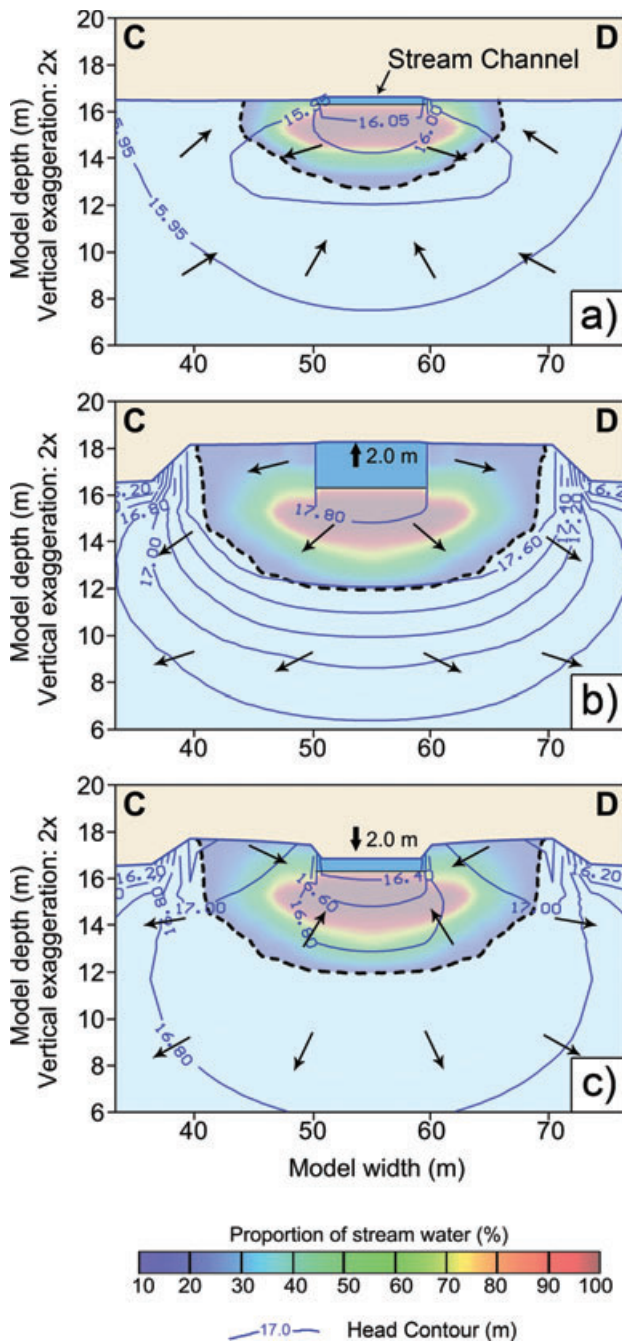 C D
Stream Channel
20
18
16
14
12
10
8
6
Model depth (m)
Vertical exaggeration: 2x
15.95
16.05
16.00
15.95
15.95
a)
40 50 60 70
C D
2.0 m
20
18
16
14
12
10
8
6
Model depth (m)
Vertical exaggeration: 2x
16.80
17.00
17.80
17.60
17.20
b)
40 50 60 70
C D
2.0 m
20
18
16
14
12
10
8
6
Model depth (m)
Vertical exaggeration: 2x
16.20
17.00
16.80
16.60
16.40
17.00
16.20
16.80
c)
40 50 60 70
Model width (m)
Proportion of stream water (%)
10 20 30 40 50 60 70 80 90 100
17.0 Head Contour (m)